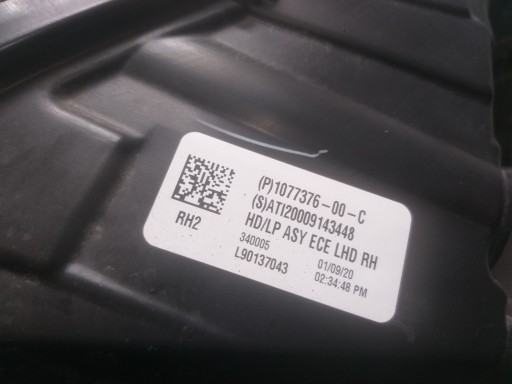 (P)1077376-00-C
(S)ATI20009143448
HD/LP ASY ECE LHD RH
RH2
340005
01/09/20
L90137043
02:34:48 PM